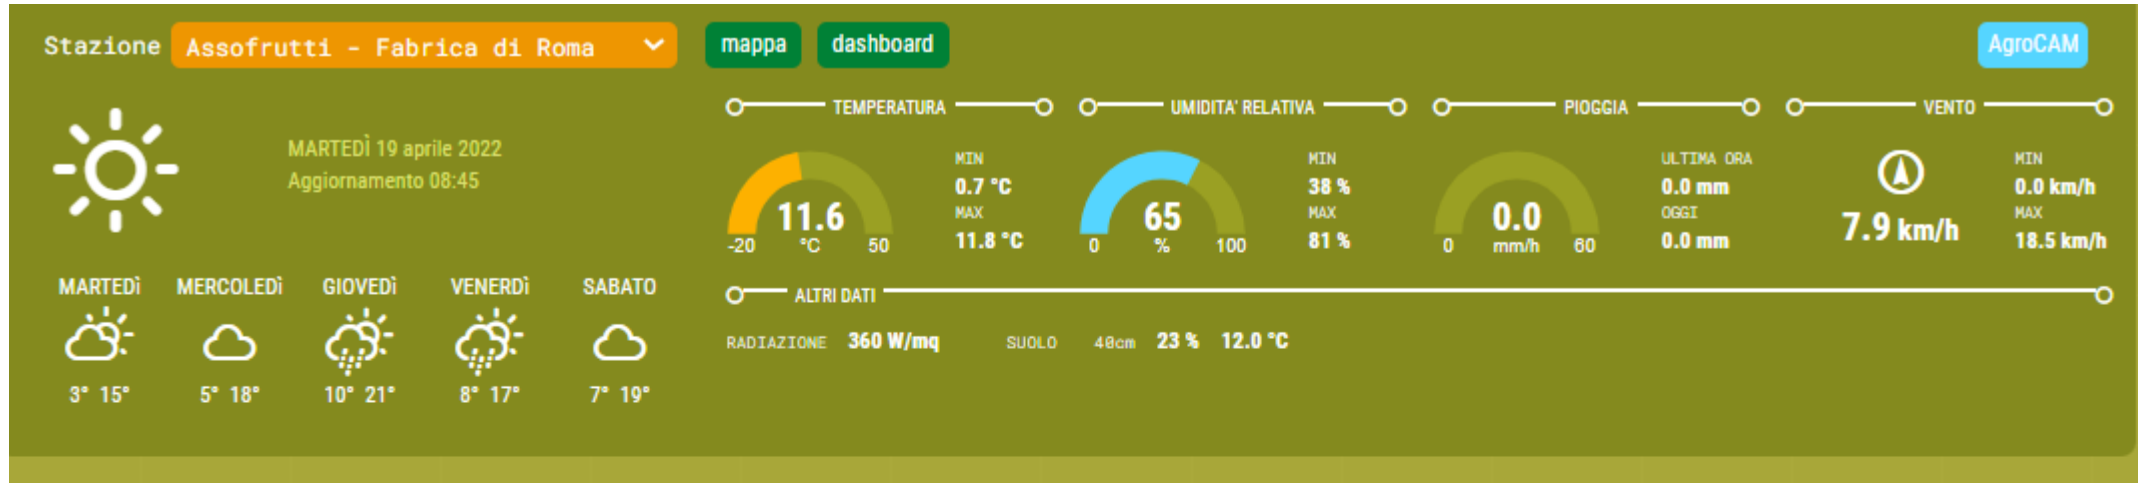 Stazione Assofrutti - Fabrica di Roma mappa dashboard AgroCAM
MARTEDÌ 19 aprile 2022
Aggiornamento 08:45
TEMPERATURA
11.6
°C
-20 50
MIN
0.7 °C
MAX
11.8 °C
UMIDITA' RELATIVA
65
%
0 100
MIN
38 %
MAX
81 %
PIOGGIA
0.0
mm/h
0 60
ULTIMA ORA
0.0 mm
OGGI
0.0 mm
VENTO
7.9 km/h
MIN
0.0 km/h
MAX
18.5 km/h
MARTEDì MERCOLEDì GIOVEDì VENERDì SABATO
3° 15° 5° 18° 10° 21° 8° 17° 7° 19°
ALTRI DATI
RADIAZIONE 360 W/mq SUOLO 40cm 23 % 12.0 °C